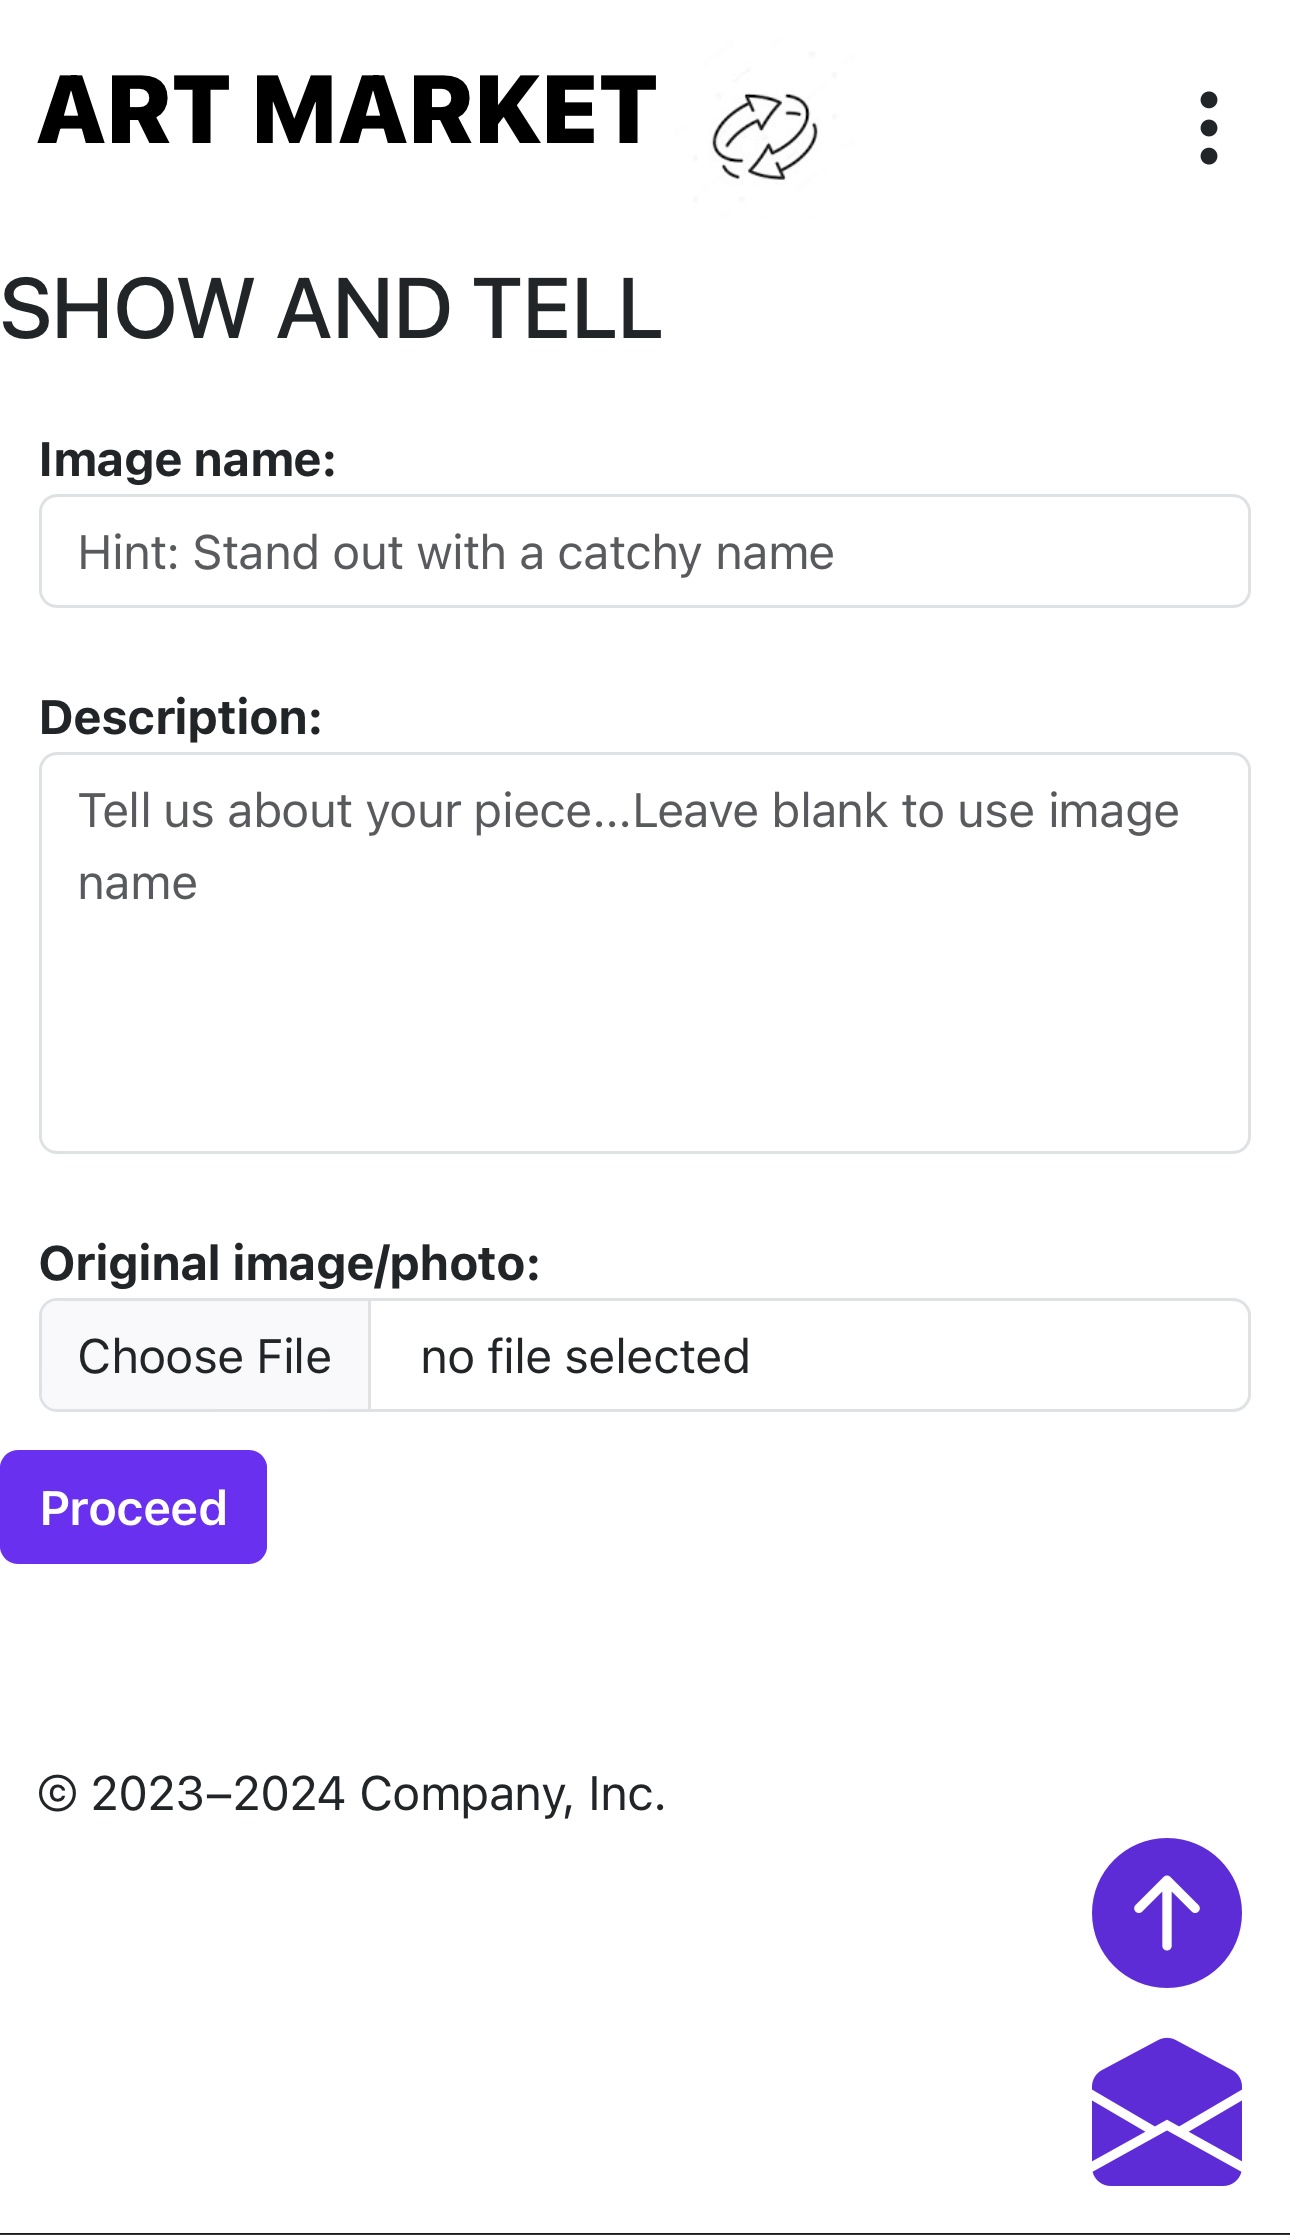 ART MARKET
SHOW AND TELL
Image name:
Hint: Stand out with a catchy name
Description:
Tell us about your piece...Leave blank to use image
name
Original image/photo:
Choose File no file selected
Proceed
© 2023–2024 Company, Inc.